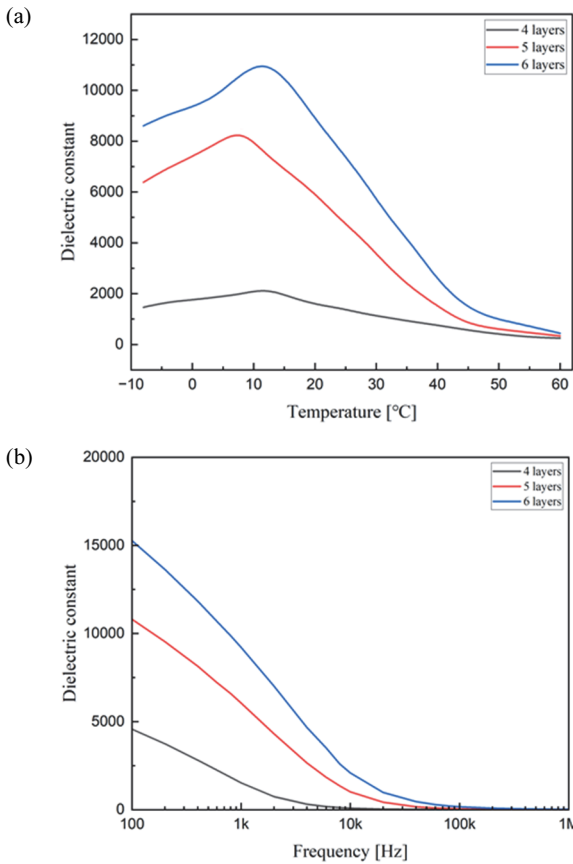 (a)
4 layers
5 layers
6 layers
12000
10000
8000
6000
4000
2000
0
Dielectric constant
−10 0 10 20 30 40 50 60
Temperature [℃]
(b)
4 layers
5 layers
6 layers
20000
15000
10000
5000
0
Dielectric constant
100 1k 10k 100k 1M
Frequency [Hz]